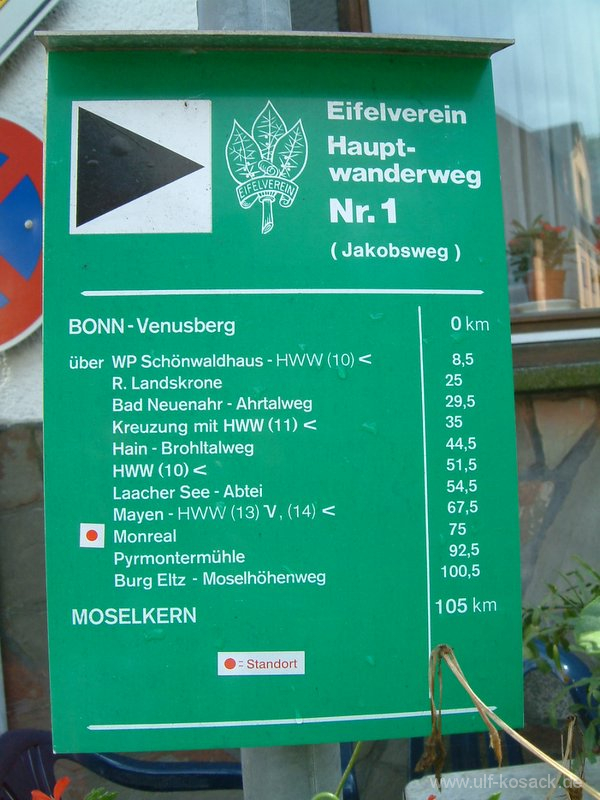 EIFELVEREIN
Eifelverein
Haupt-
wanderweg
Nr. 1
( Jakobsweg )
BONN - Venusberg 0 km
über WP Schönwaldhaus - HWW (10) < 8,5
R. Landskrone 25
Bad Neuenahr - Ahrtalweg 29,5
Kreuzung mit HWW (11) < 35
Hain - Brohltalweg 44,5
HWW (10) < 51,5
Laacher See - Abtei 54,5
Mayen - HWW (13) V, (14) < 67,5
Monreal 75
Pyrmontermühle 92,5
Burg Eltz - Moselhöhenweg 100,5
MOSELKERN 105 km
= Standort
www.ulf-kosack.de